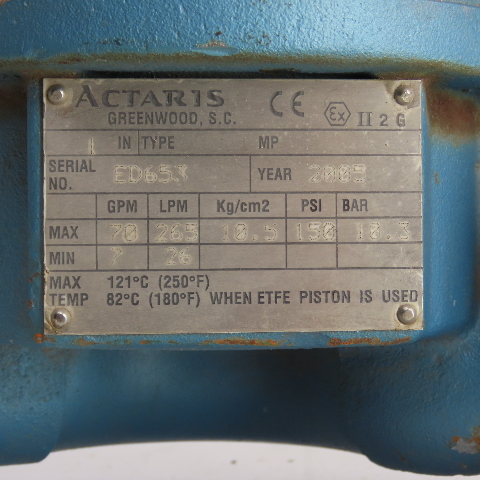 ACTARIS
GREENWOOD, S.C.
CE Ex II 2 G
IN TYPE MP
SERIAL NO. ED653 YEAR 2005
GPM LPM Kg/cm2 PSI BAR
MAX 70 265 10.5 150 10.3
MIN 7 26
MAX TEMP 121°C (250°F)
82°C (180°F) WHEN ETFE PISTON IS USED